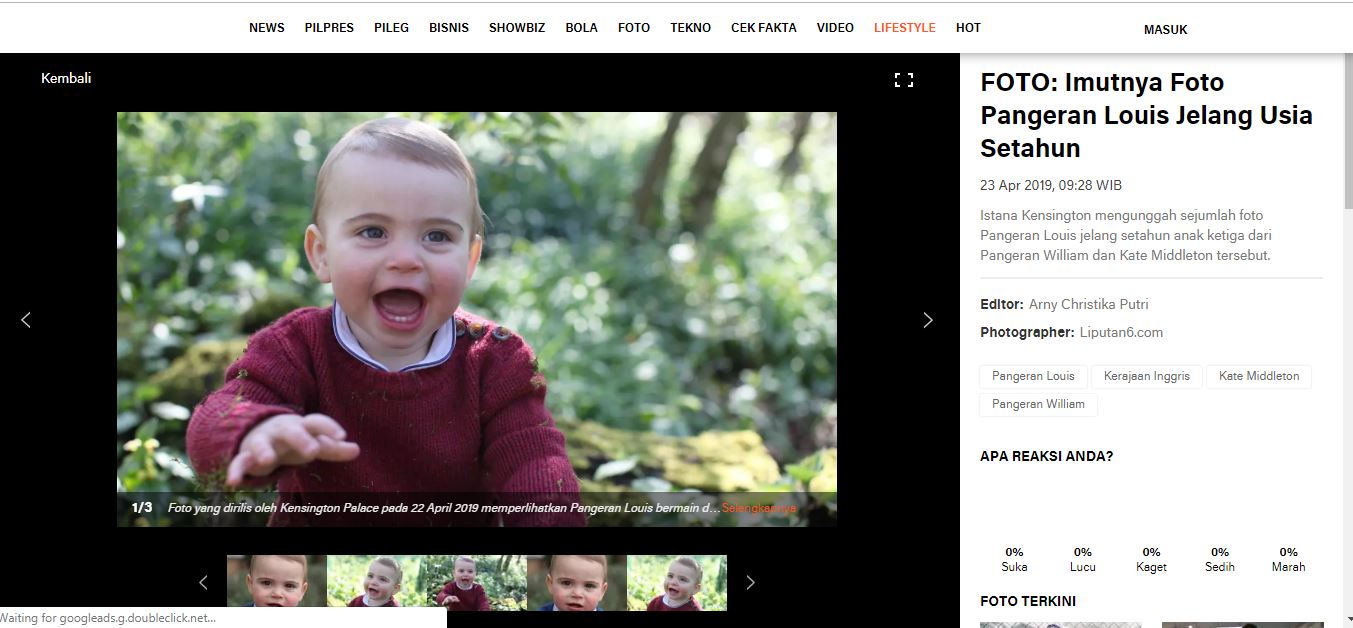 NEWS PILPRES PILEG BISNIS SHOWBIZ BOLA FOTO TEKNO CEK FAKTA VIDEO LIFESTYLE HOT MASUK
Kembali
FOTO: Imutnya Foto
Pangeran Louis Jelang Usia
Setahun
23 Apr 2019, 09:28 WIB
Istana Kensington mengunggah sejumlah foto
Pangeran Louis jelang setahun anak ketiga dari
Pangeran William dan Kate Middleton tersebut.
Editor: Arny Christika Putri
Photographer: Liputan6.com
Pangeran Louis Kerajaan Inggris Kate Middleton
Pangeran William
APA REAKSI ANDA?
0% 0% 0% 0% 0%
Suka Lucu Kaget Sedih Marah
FOTO TERKINI
1/3 Foto yang dirilis oleh Kensington Palace pada 22 April 2019 memperlihatkan Pangeran Louis bermain d... Selengkapnya
Waiting for googleads.g.doubleclick.net...